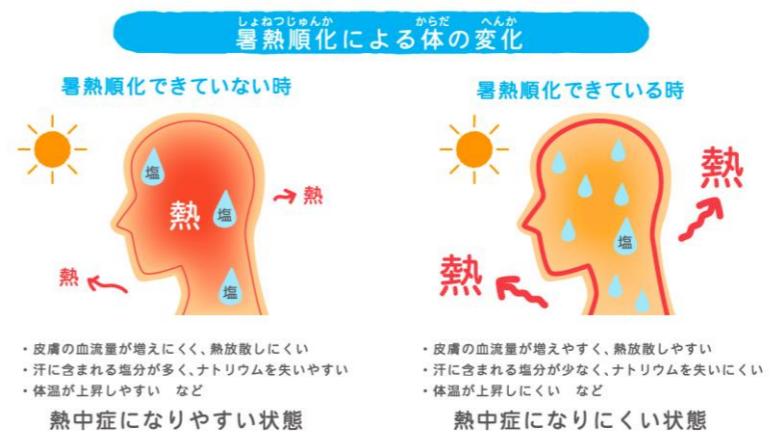 しょねつじゅんか からだ へんか
暑熱順化による体の変化
暑熱順化できていない時
塩
熱
塩
熱
熱
塩
・皮膚の血流量が増えにくく、熱放散しにくい
・汗に含まれる塩分が多く、ナトリウムを失いやすい
・体温が上昇しやすい など
熱中症になりやすい状態
暑熱順化できている時
熱
塩
熱
・皮膚の血流量が増えやすく、熱放散しやすい
・汗に含まれる塩分が少なく、ナトリウムを失いにくい
・体温が上昇しにくい など
熱中症になりにくい状態